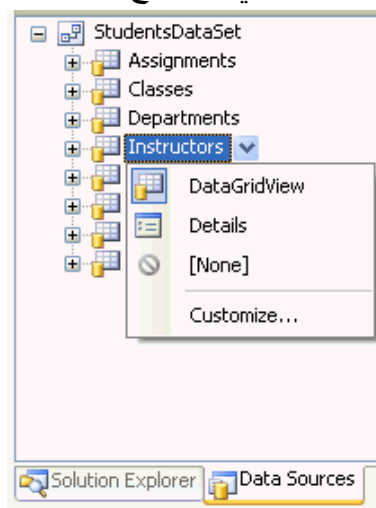 StudentsDataSet
Assignments
Classes
Departments
Instructors
DataGridView
Details
[None]
Customize...
Solution Explorer
Data Sources